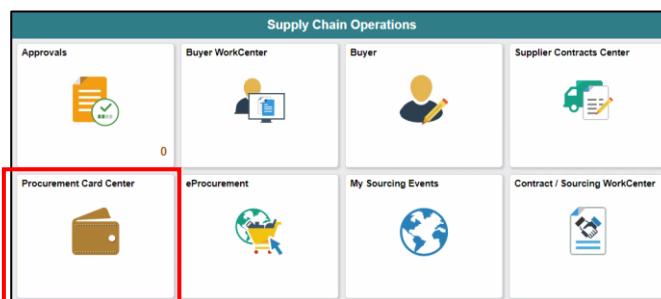 Supply Chain Operations
Approvals
Buyer WorkCenter
Buyer
Supplier Contracts Center
0
Procurement Card Center
eProcurement
My Sourcing Events
Contract / Sourcing WorkCenter